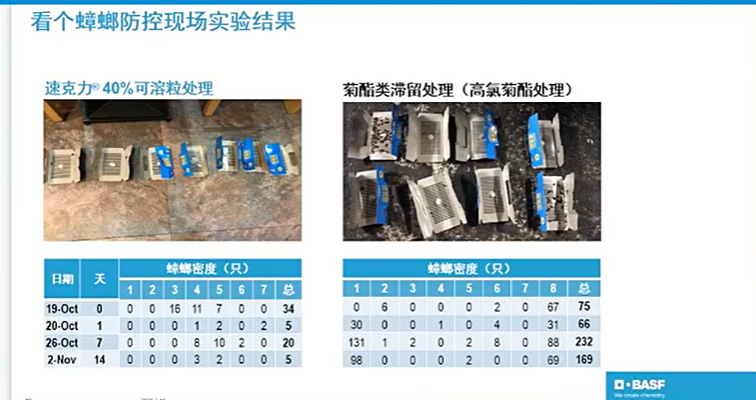 看个蟑螂防控现场实验结果
速克力® 40%可溶粒处理
菊酯类滞留处理（高氯菊酯处理）
日期 天 蟑螂密度（只）
1 2 3 4 5 6 7 总
19-Oct 0 0 0 16 11 7 0 0 34
20-Oct 1 0 0 0 1 2 0 2 5
26-Oct 7 0 0 0 8 10 2 0 20
2-Nov 14 0 0 0 3 2 0 0 5
蟑螂密度（只）
1 2 3 4 5 6 7 8 总
0 6 0 0 0 2 0 67 75
30 0 0 1 0 4 0 31 66
131 1 2 0 2 8 0 88 232
98 0 0 0 2 0 0 69 169
BASF
We create chemistry